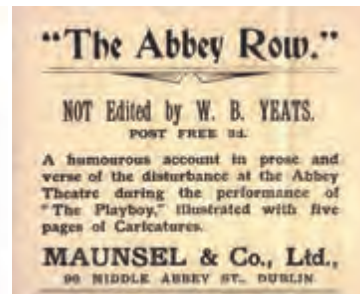 "The Abbey Row."
NOT Edited by W. B. YEATS.
POST FREE 3d.
A humourous account in prose and
verse of the disturbance at the Abbey
Theatre during the performance of
"The Playboy," illustrated with five
pages of Caricatures.
MAUNSEL & Co., Ltd.,
96 MIDDLE ABBEY ST., DUBLIN